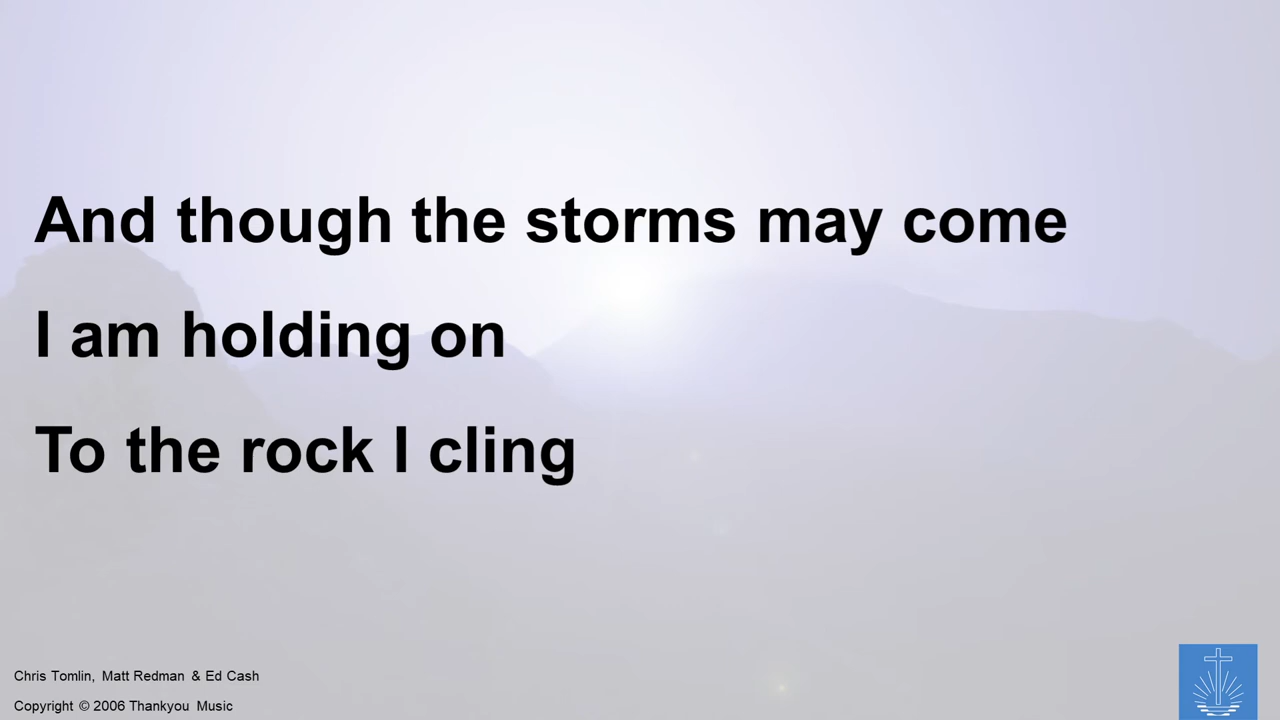 And though the storms may come
I am holding on
To the rock I cling
Chris Tomlin, Matt Redman & Ed Cash
Copyright © 2006 Thankyou Music